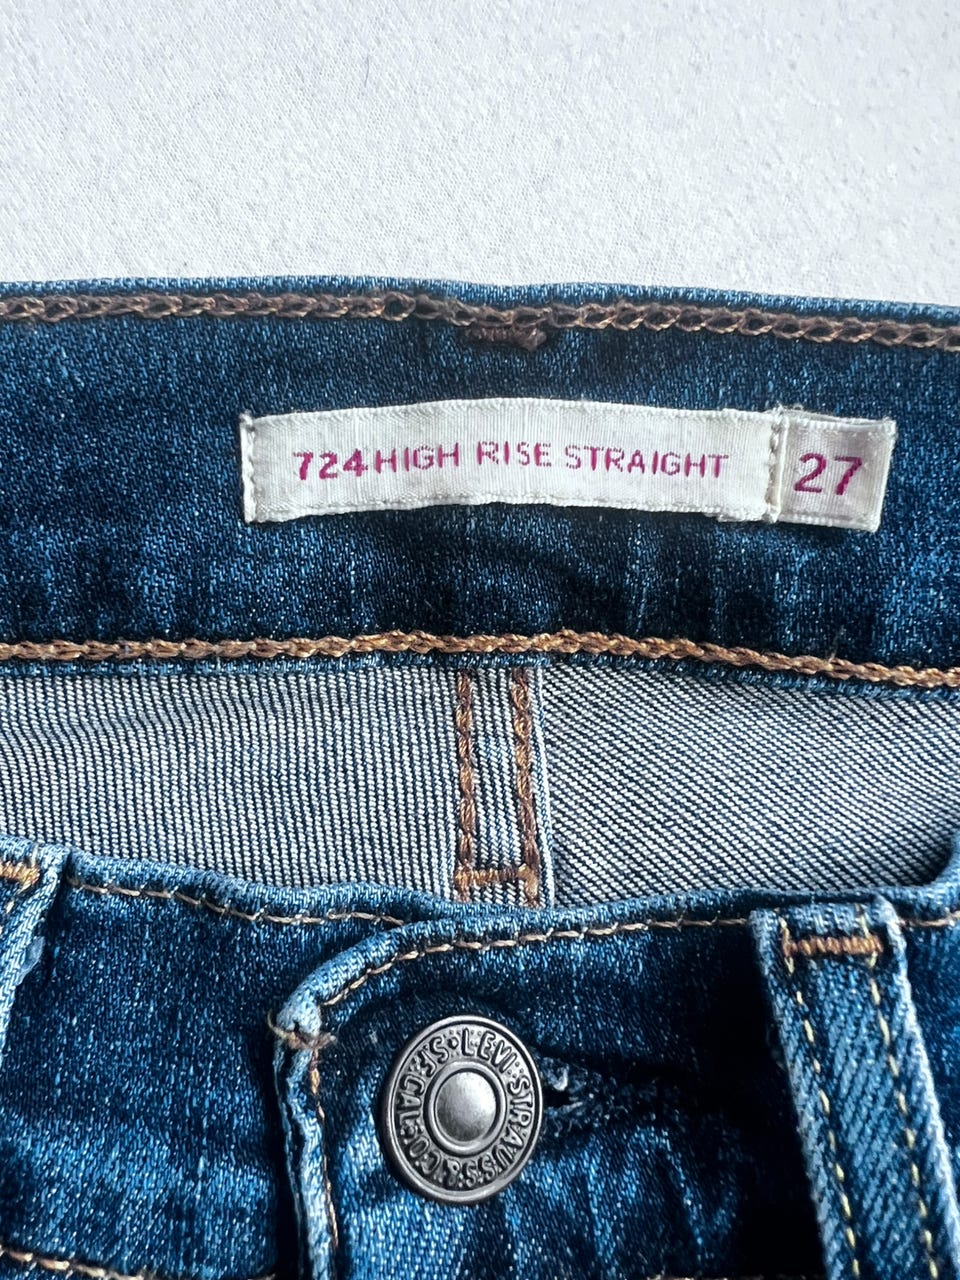 724 HIGH RISE STRAIGHT 27
LEVI STRAUSS & CO. S.F. CAL.